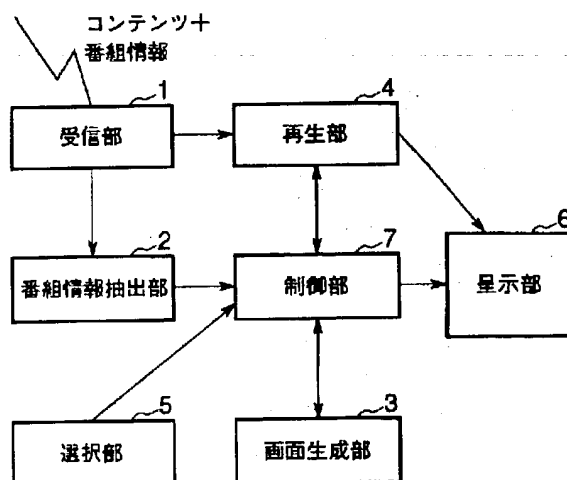 コンテンツ+
番組情報
1
受信部
4
再生部
6
呈示部
2
番組情報抽出部
7
制御部
5
選択部
3
画面生成部